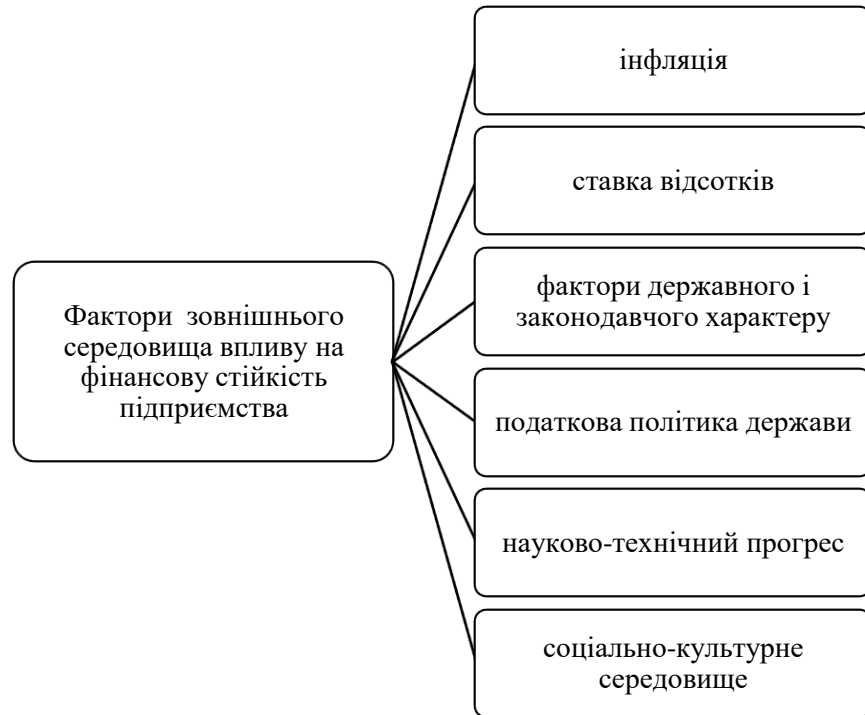 Фактори зовнішнього
середовища впливу на
фінансову стійкість
підприємства
інфляція
ставка відсотків
фактори державного і
законодавчого характеру
податкова політика держави
науково-технічний прогрес
соціально-культурне
середовище